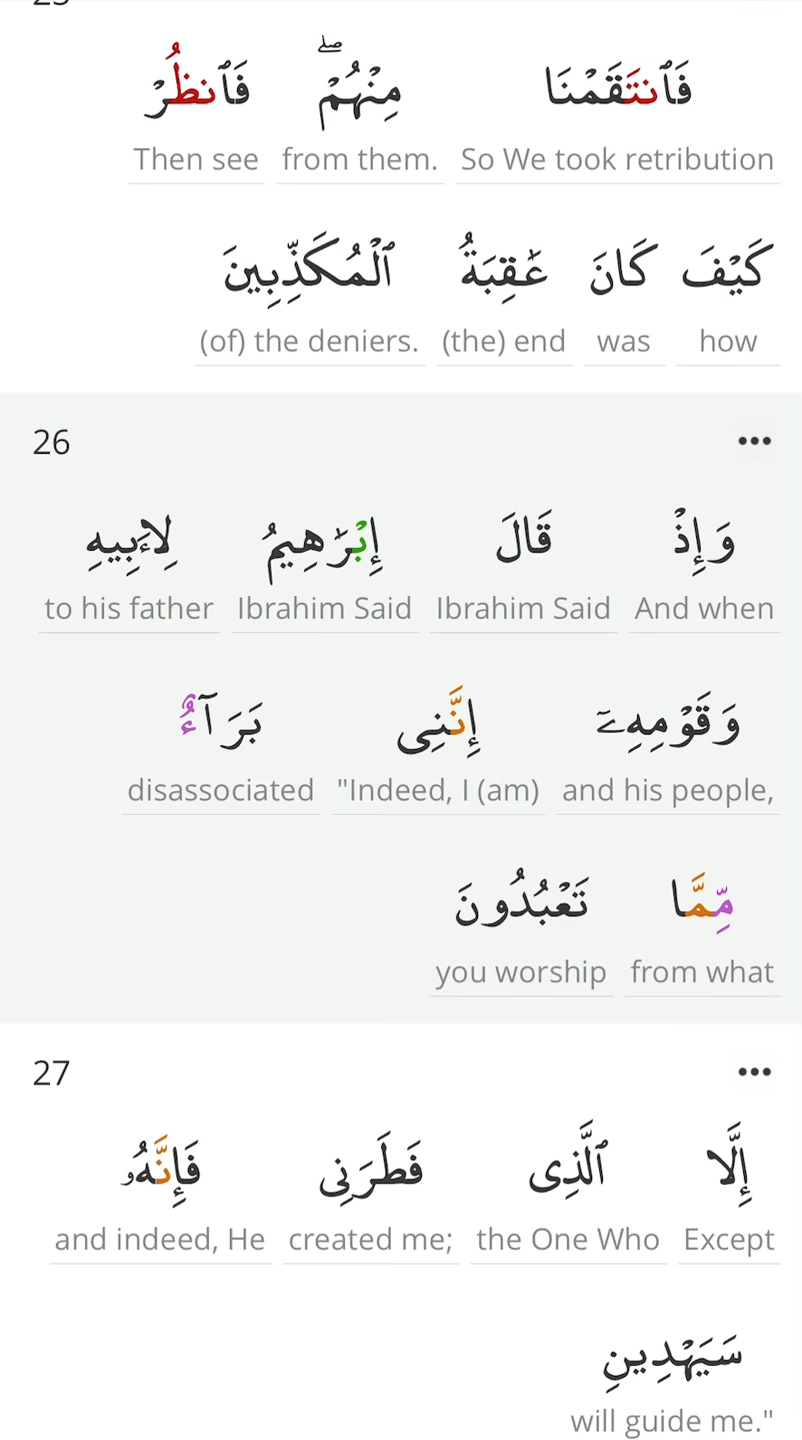 فَٱنتَقَمْنَا مِنْهُمْ ۖ فَٱنظُرْ
So We took retribution from them. Then see
كَيْفَ كَانَ عَٰقِبَةُ ٱلْمُكَذِّبِينَ
how was (the) end (of) the deniers.
26
وَإِذْ قَالَ إِبْرَٰهِيمُ لِأَبِيهِ
And when Ibrahim Said Ibrahim Said to his father
وَقَوْمِهِۦٓ إِنَّنِى بَرَآءٌ
and his people, "Indeed, I (am) disassociated
مِّمَّا تَعْبُدُونَ
from what you worship
27
إِلَّا ٱلَّذِى فَطَرَنِى فَإِنَّهُۥ
Except the One Who created me; and indeed, He
سَيَهْدِينِ
will guide me."